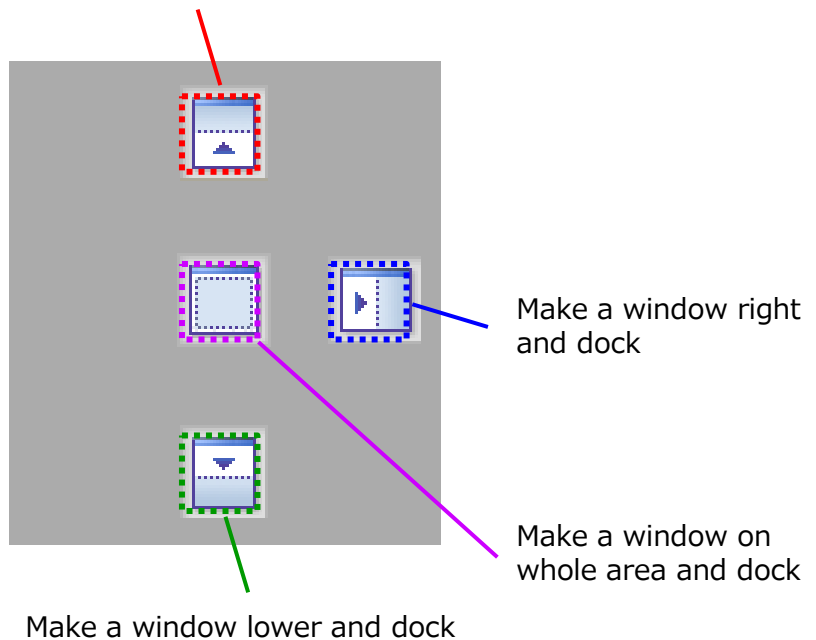 Make a window right
and dock
Make a window on
whole area and dock
Make a window lower and dock